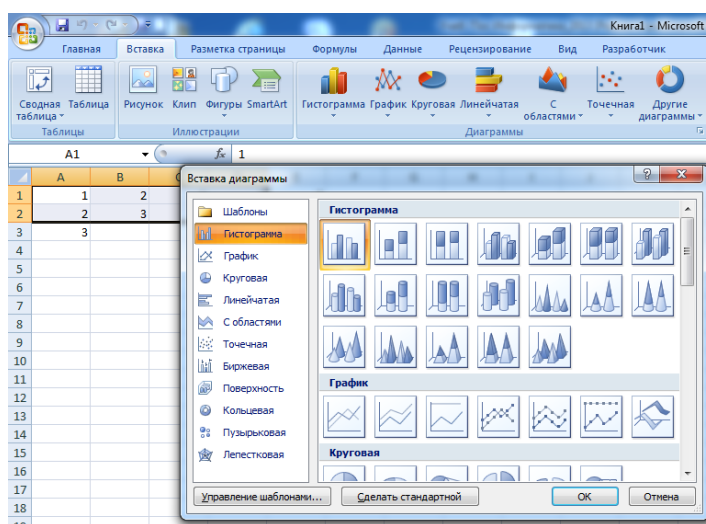 Книга1 - Microsoft
Главная Вставка Разметка страницы Формулы Данные Рецензирование Вид Разработчик
Сводная таблица Таблица Рисунок Клип Фигуры SmartArt Гистограмма График Круговая Линейчатая С областями Точечная Другие диаграммы
Таблицы Иллюстрации Диаграммы
A1 fx 1
Вставка диаграммы
A B
1 1 2
2 2 3
3 3
4
5
6
7
8
9
10
11
12
13
14
15
16
17
18
Шаблоны
Гистограмма
График
Круговая
Линейчатая
С областями
Точечная
Биржевая
Поверхность
Кольцевая
Пузырьковая
Лепестковая
Гистограмма
График
Круговая
Управление шаблонами... Сделать стандартной ОК Отмена